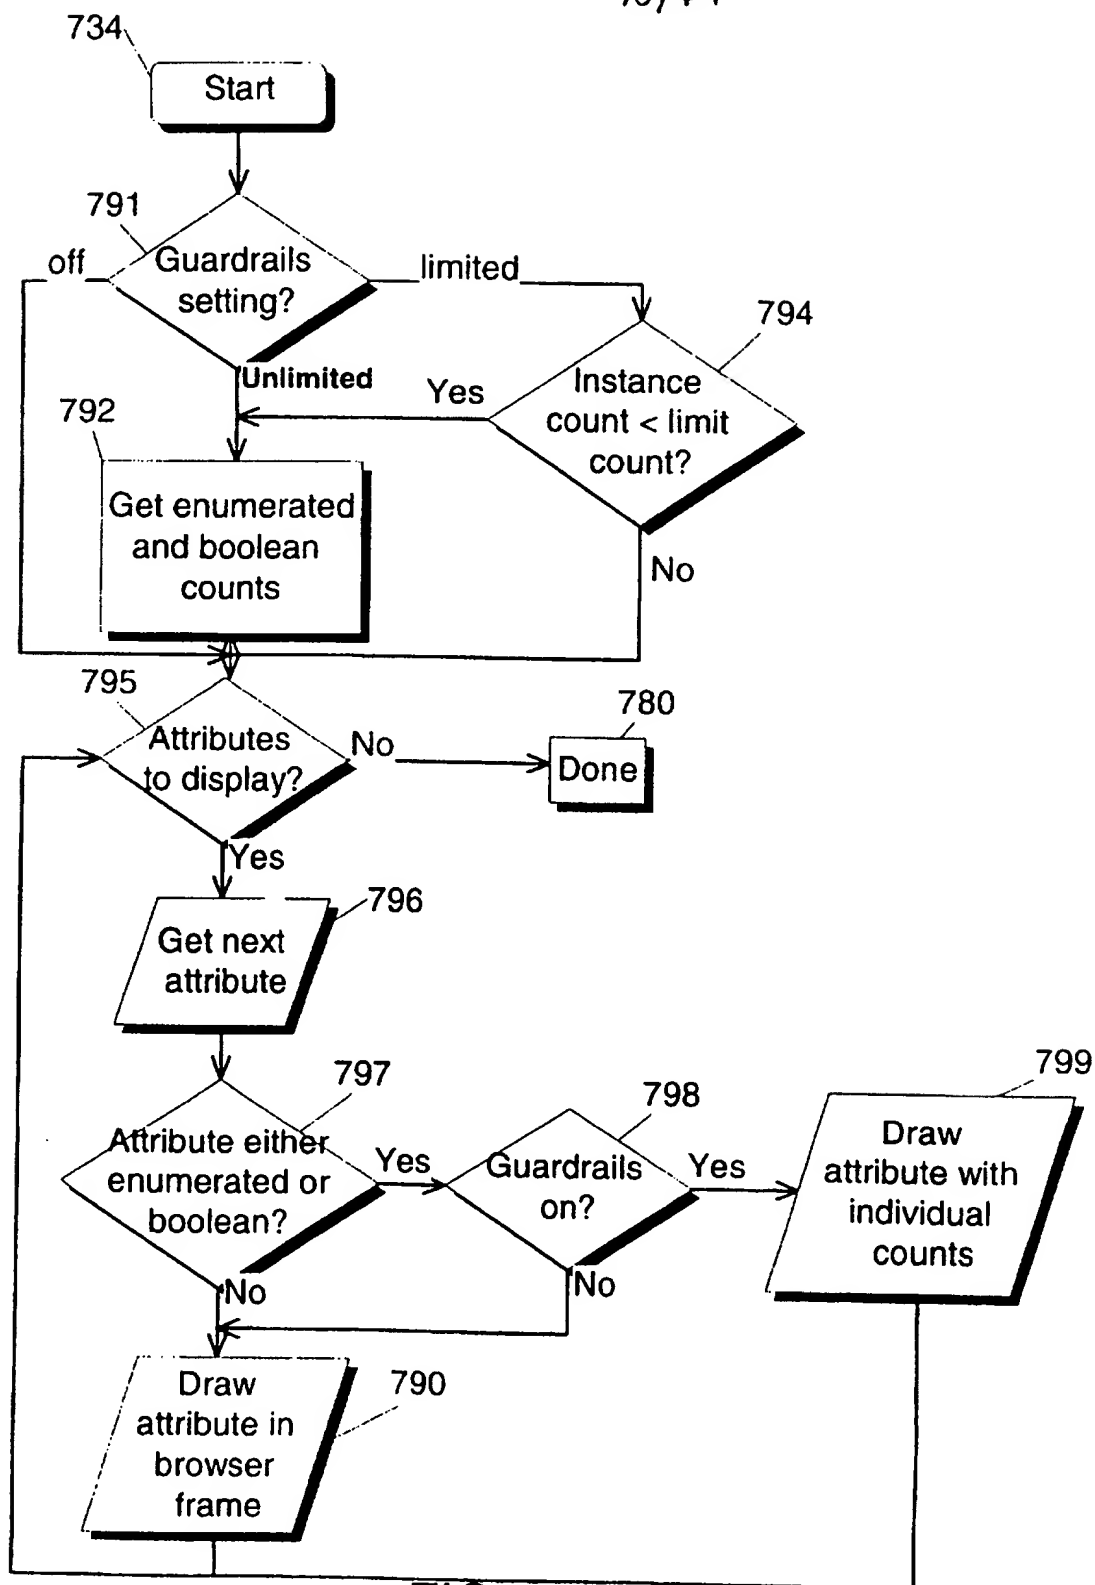 734
Start
791
off
Guardrails
setting?
limited
794
Unlimited
Yes
Instance
count < limit
count?
792
Get enumerated
and boolean
counts
No
795
Attributes
to display?
No
780
Done
Yes
796
Get next
attribute
797
Attribute either
enumerated or
boolean?
Yes
798
Guardrails
on?
Yes
799
Draw
attribute with
individual
counts
No
No
Draw
attribute in
browser
frame
790